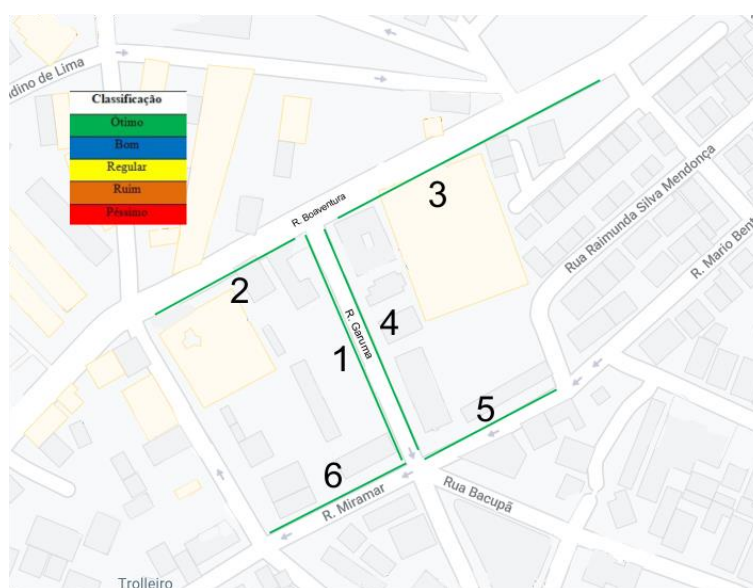 dino de Lima
Classificação
Ótimo
Bom
Regular
Ruim
Péssimo
R. Boaventura
3
Rua Raimunda Silva Mendonça
R. Mario Bent
2
4
R. Garuma
1
5
6
R. Miramar
Rua Bacupã
Trolleiro